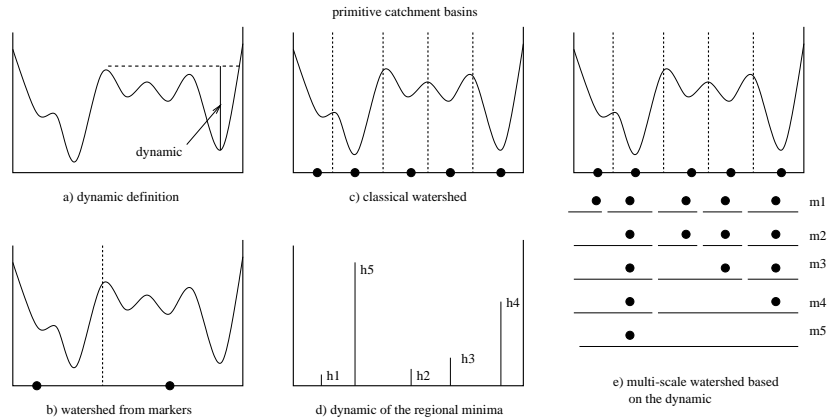 primitive catchment basins
dynamic
a) dynamic definition
c) classical watershed
m1
m2
m3
m4
m5
h5
h4
h3
h1
h2
b) watershed from markers
d) dynamic of the regional minima
e) multi-scale watershed based
on the dynamic